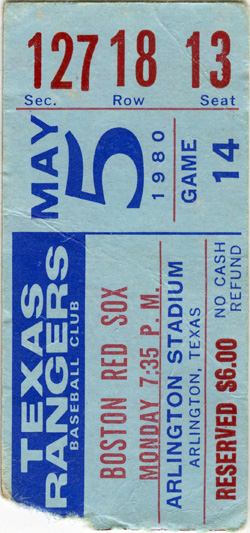 127 18 13
Sec. Row Seat
MAY
5
1980
GAME
14
TEXAS
RANGERS
BASEBALL CLUB
BOSTON RED SOX
MONDAY 7:35 P.M.
ARLINGTON STADIUM
ARLINGTON, TEXAS
NO CASH
REFUND
RESERVED $6.00